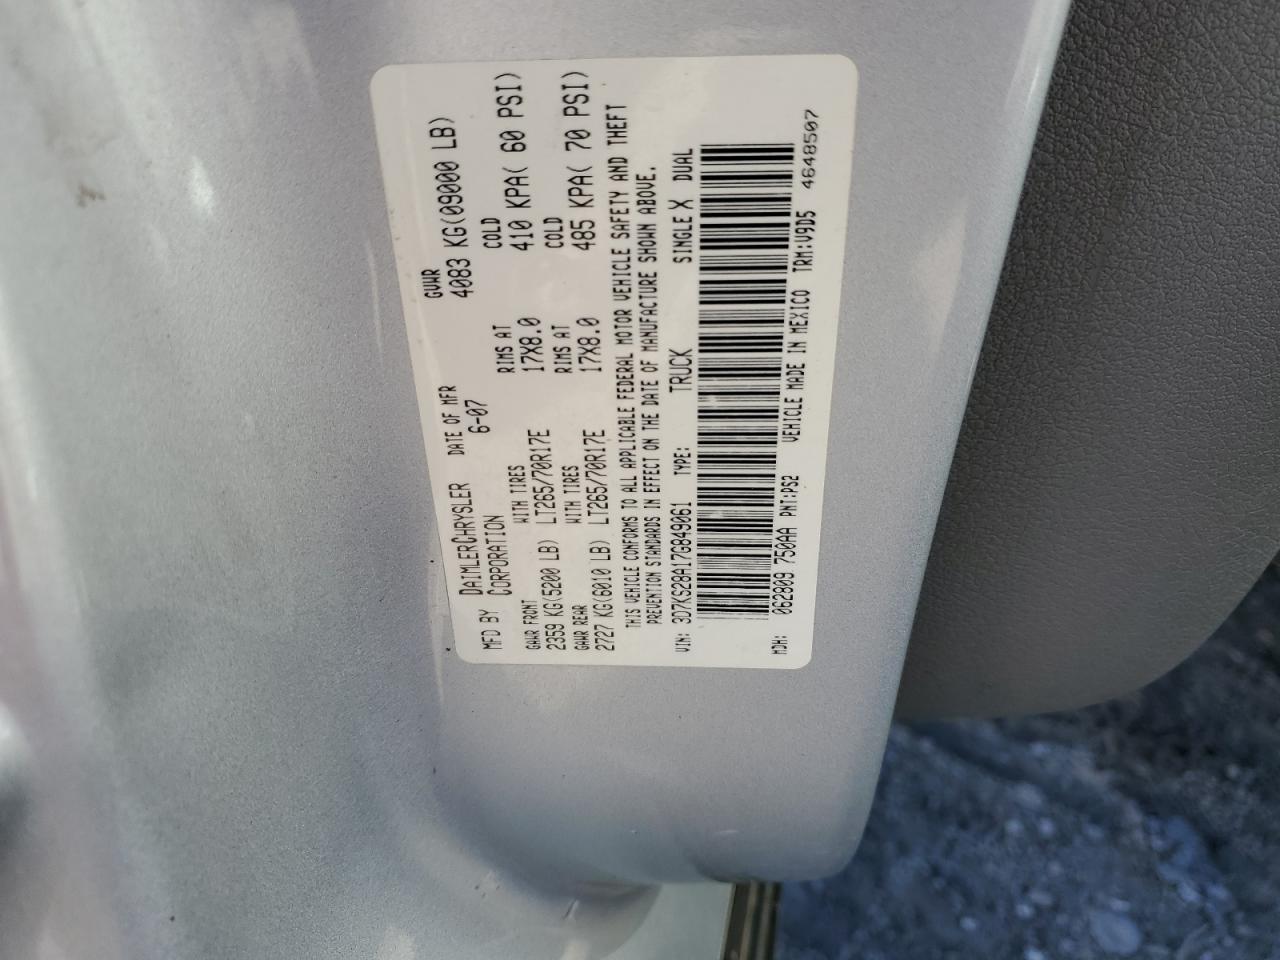 MFD BY DAIMLERCHRYSLER CORPORATION DATE OF MFR 6-07 GVWR 4083 KG(09000 LB)
GAWR FRONT WITH TIRES RIMS AT COLD
2359 KG(5200 LB) LT265/70R17E 17X8.0 410 KPA( 60 PSI)
GAWR REAR WITH TIRES RIMS AT COLD
2727 KG(6010 LB) LT265/70R17E 17X8.0 485 KPA( 70 PSI)
THIS VEHICLE CONFORMS TO ALL APPLICABLE FEDERAL MOTOR VEHICLE SAFETY AND THEFT
PREVENTION STANDARDS IN EFFECT ON THE DATE OF MANUFACTURE SHOWN ABOVE.
VIN: 3D7KS28A17G849061 TYPE: TRUCK SINGLE X DUAL
MDH: 062809 750AA PNT:PS2 VEHICLE MADE IN MEXICO TRM:V9D5 4648507